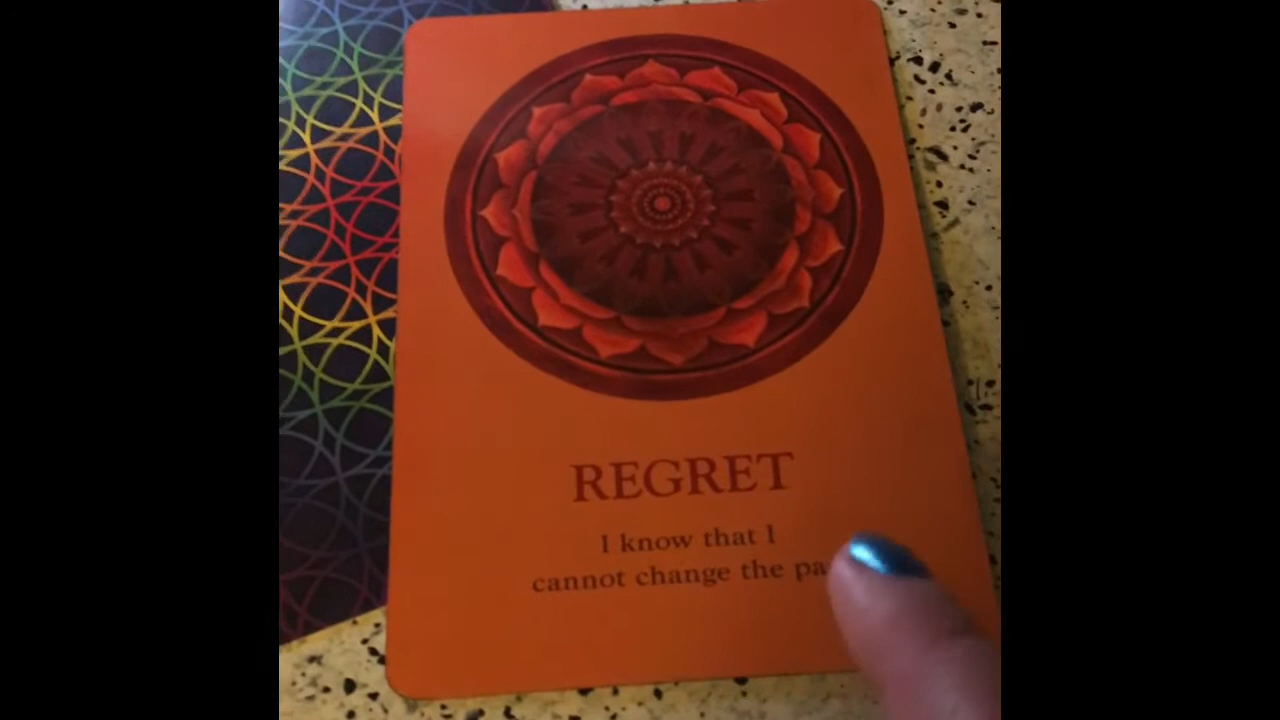 REGRET
I know that I
cannot change the pa